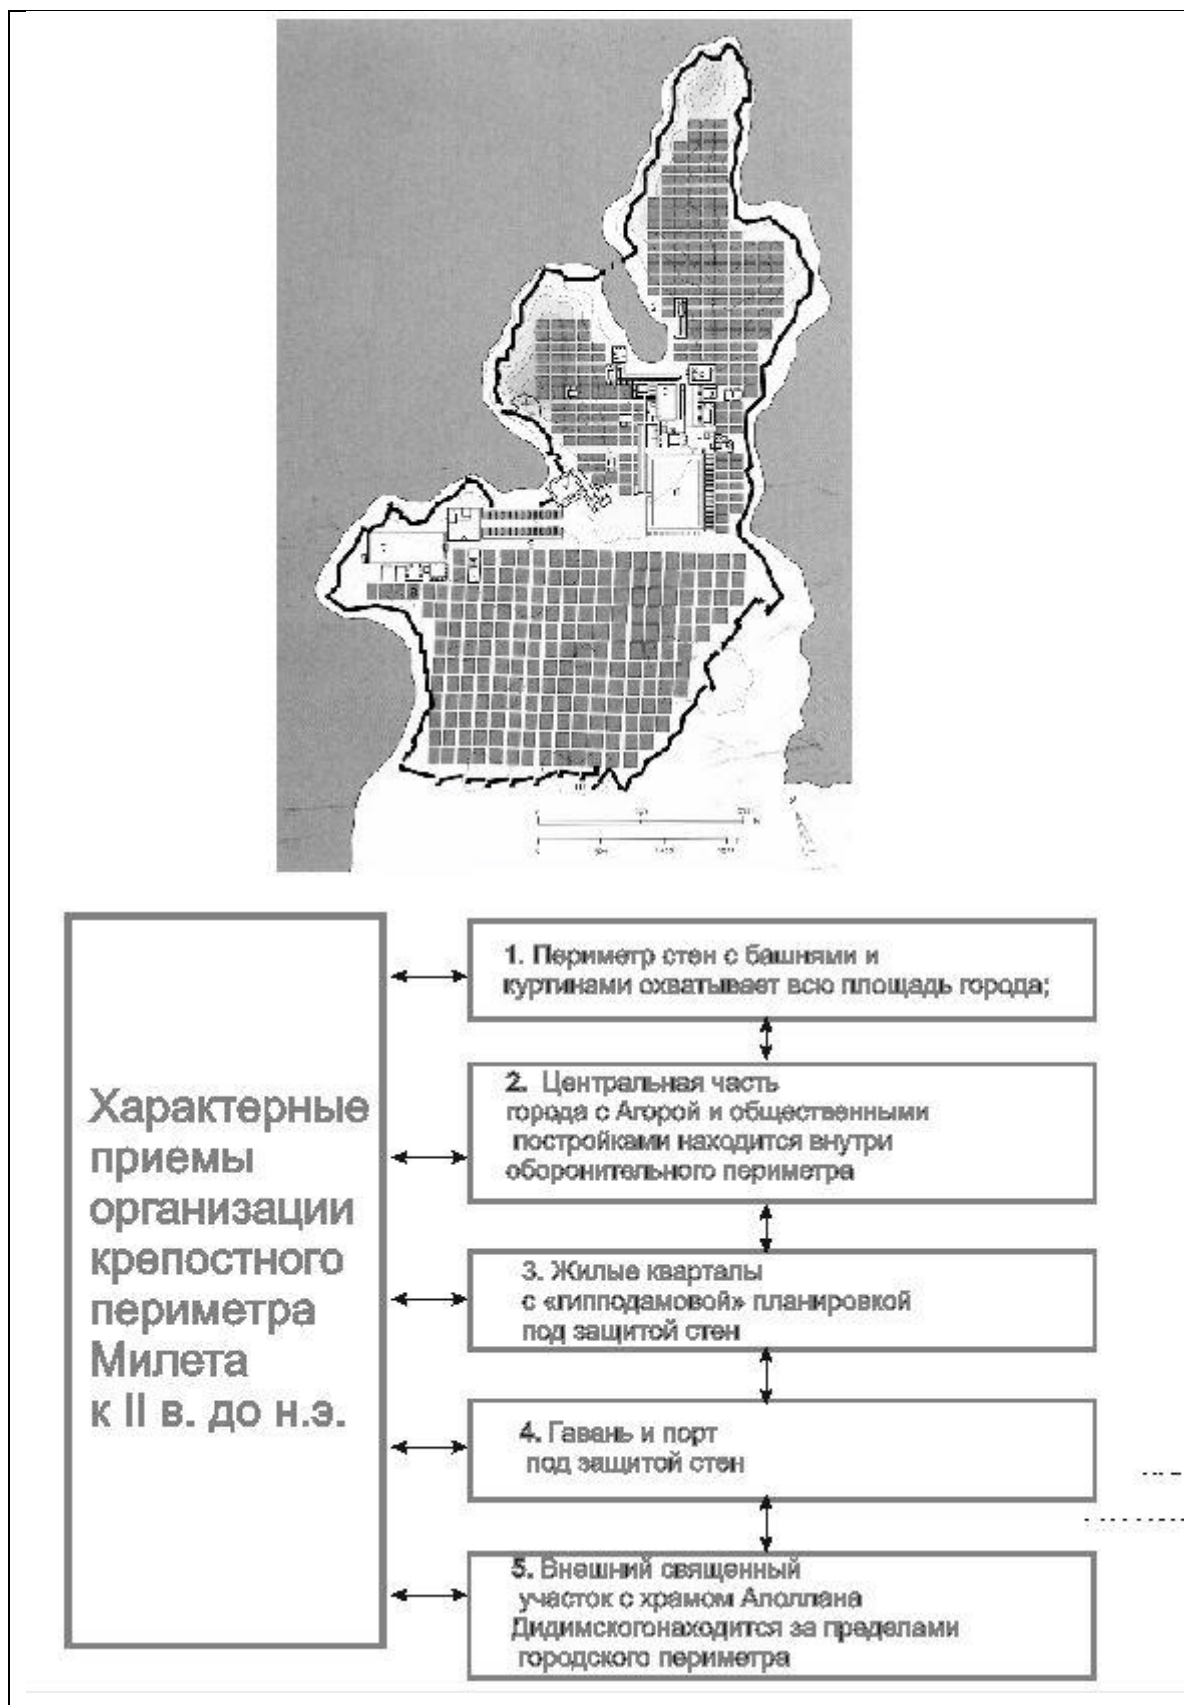 Характерные
приемы
организации
крепостного
периметра
Милета
к II в. до н.э.
1. Периметр стен с башнями и
куртинами охватывает всю площадь города;
2. Центральная часть
города с Агорой и общественными
постройками находится внутри
оборонительного периметра
3. Жилые кварталы
с «гипподамовой» планировкой
под защитой стен
4. Гавань и порт
под защитой стен
5. Внешний священный
участок с храмом Аполлана
Дидимскогонаходится за пределами
городского периметра